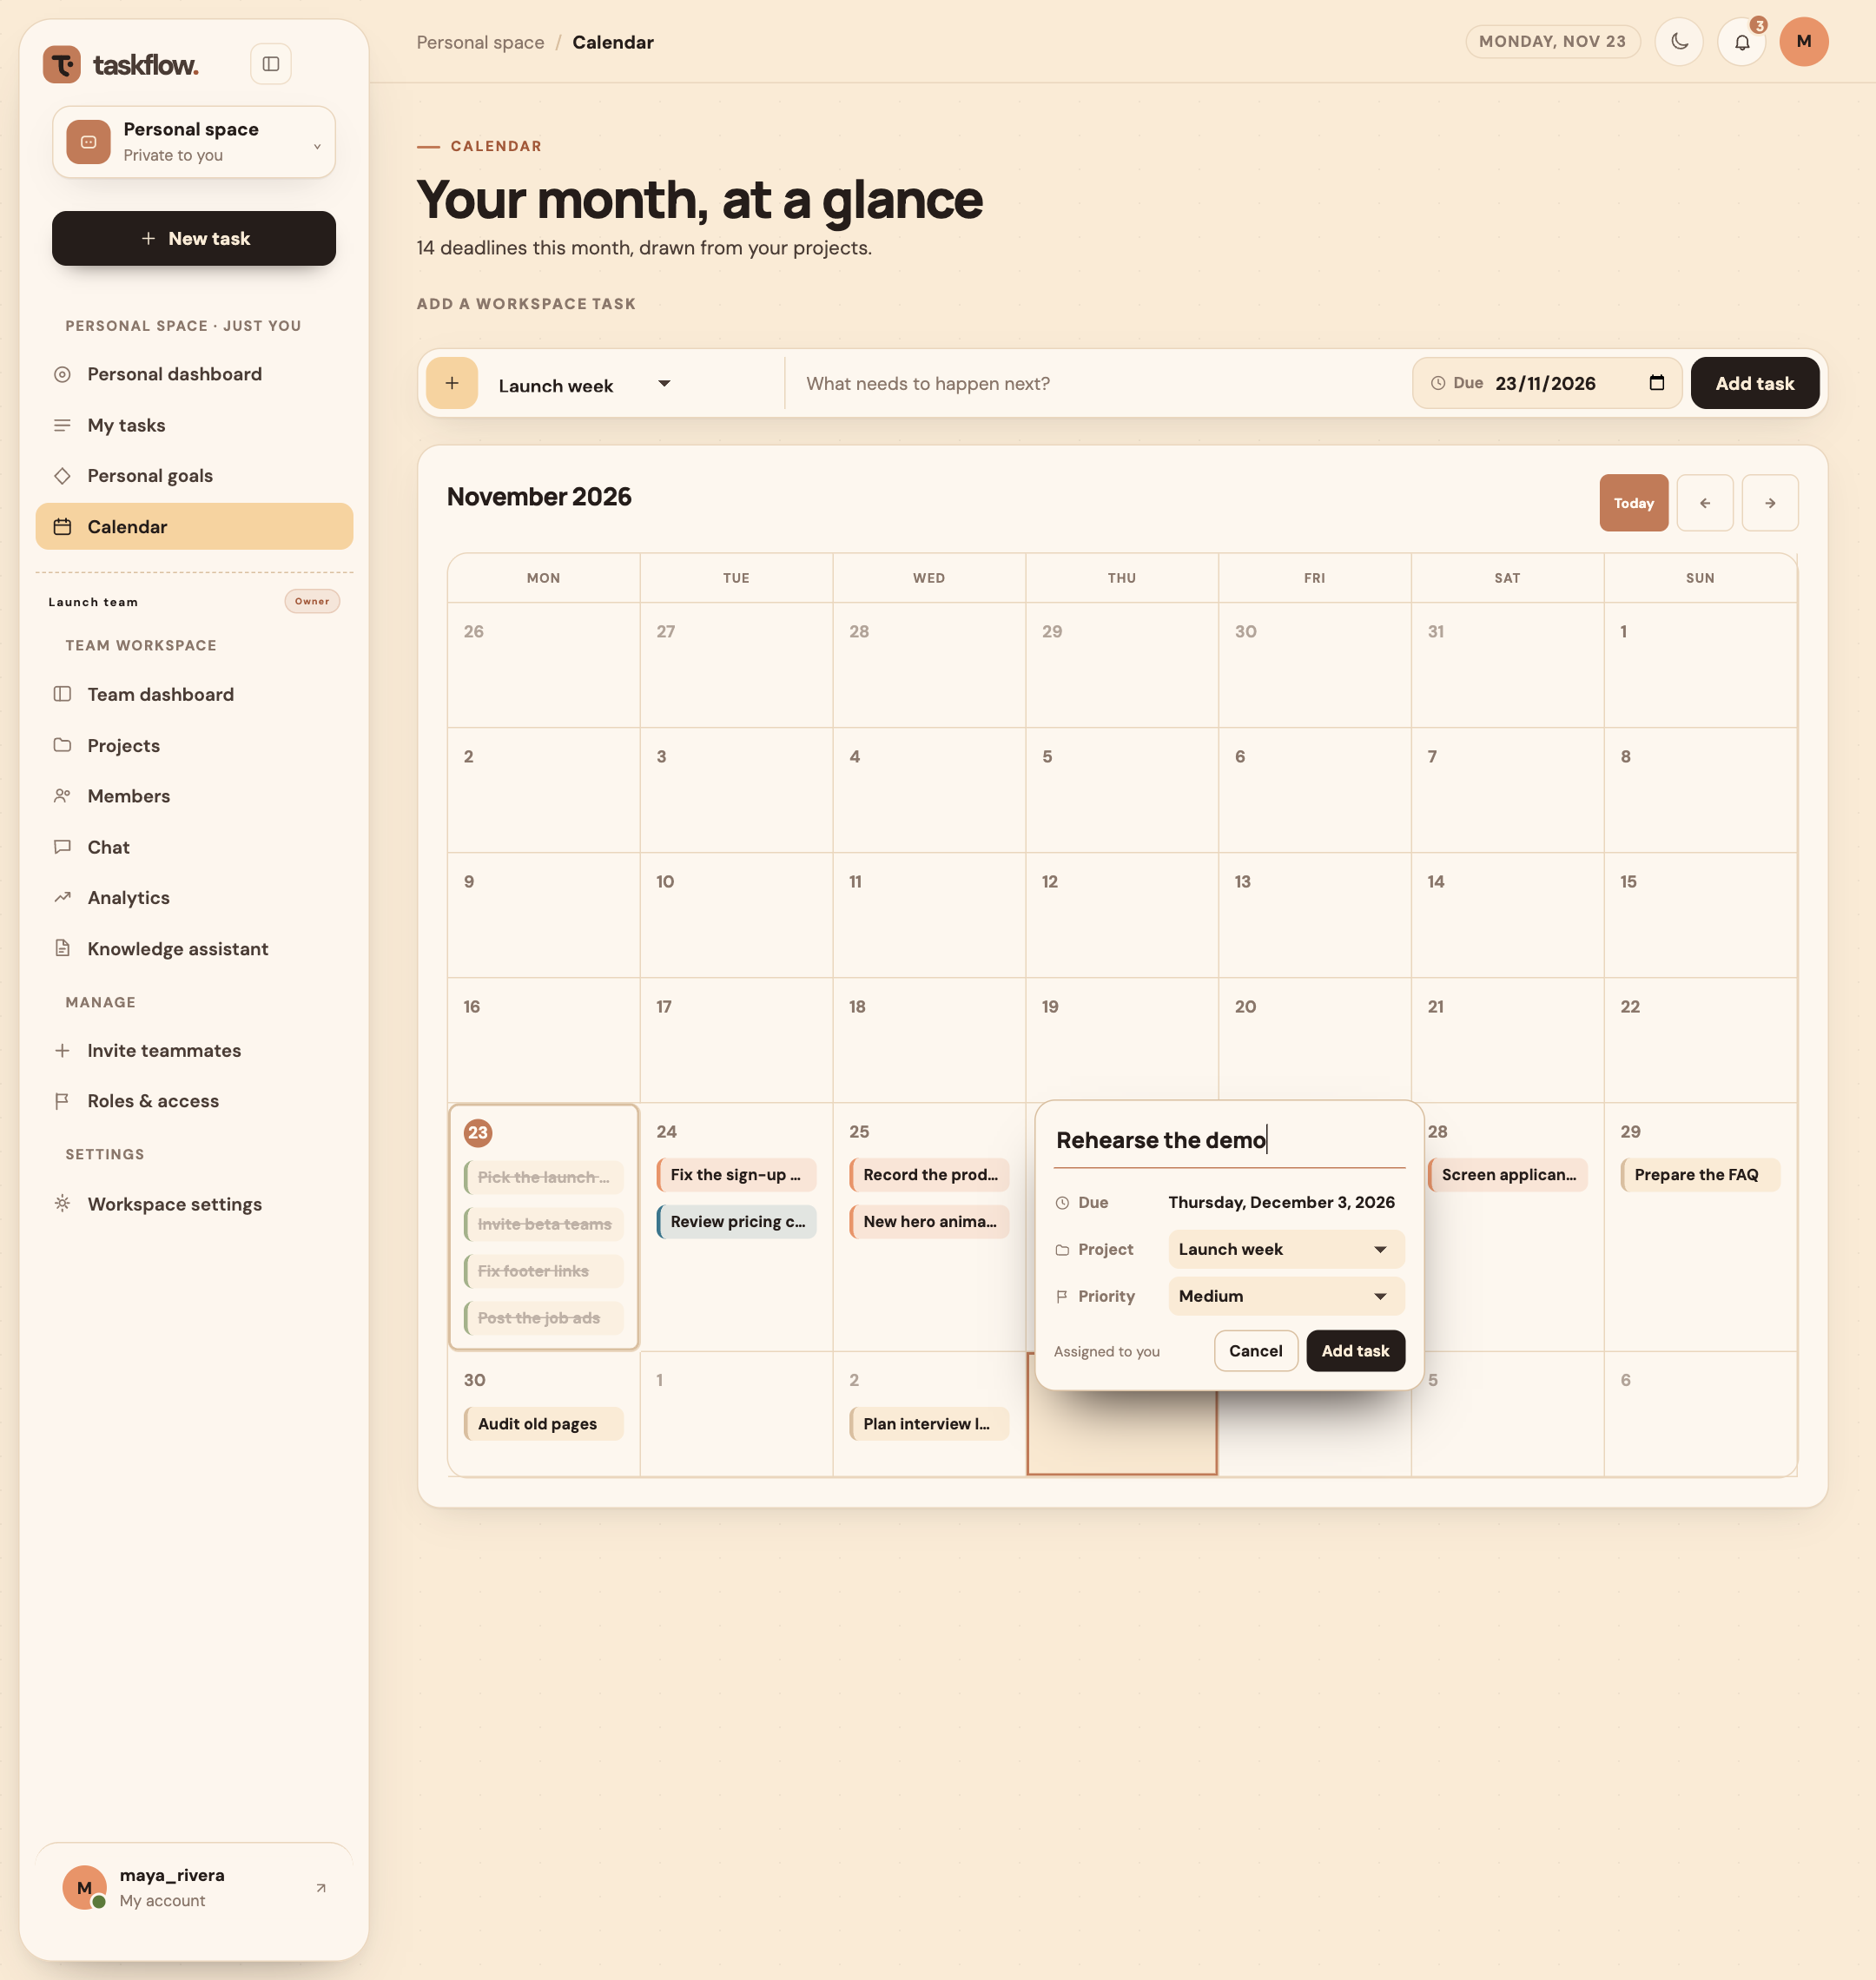 taskflow.
Personal space
Private to you
+ New task
PERSONAL SPACE · JUST YOU
Personal dashboard
My tasks
Personal goals
Calendar
Launch team
Owner
TEAM WORKSPACE
Team dashboard
Projects
Members
Chat
Analytics
Knowledge assistant
MANAGE
Invite teammates
Roles & access
SETTINGS
Workspace settings
M
maya_rivera
My account
Personal space / Calendar
MONDAY, NOV 23
3
M
CALENDAR
Your month, at a glance
14 deadlines this month, drawn from your projects.
ADD A WORKSPACE TASK
+ Launch week
What needs to happen next?
Due 23/11/2026
Add task
November 2026
Today ← →
MON TUE WED THU FRI SAT SUN
26 27 28 29 30 31 1
2 3 4 5 6 7 8
9 10 11 12 13 14 15
16 17 18 19 20 21 22
23 24 25 28 29
Pick the launch ...
Invite beta teams
Fix footer links
Post the job ads
Fix the sign-up ...
Review pricing c...
Record the prod...
New hero anima...
Screen applican...
Prepare the FAQ
Rehearse the demo
Due Thursday, December 3, 2026
Project Launch week
Priority Medium
Assigned to you
Cancel
Add task
30 1 2 5 6
Audit old pages
Plan interview l...